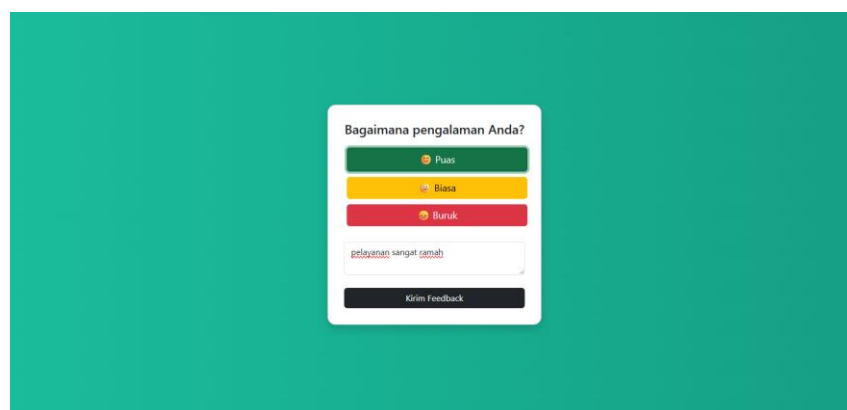 Bagaimana pengalaman Anda?
Puas
Biasa
Buruk
pelayanan sangat ramah
Kirim Feedback